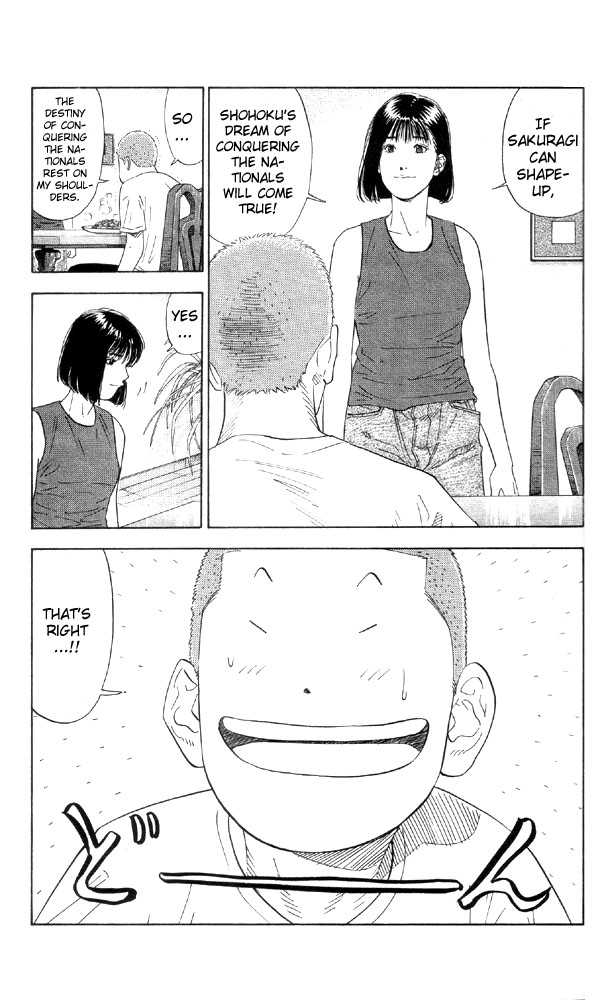 IF
SAKURAGI
CAN
SHAPE-
UP,
SHOHOKU'S
DREAM OF
CONQUERING
THE NA-
TIONALS
WILL COME
TRUE!
SO
...
THE
DESTINY
OF CON-
QUERING
THE NA-
TIONALS
REST ON
MY SHOUL-
DERS.
YES
...
THAT'S
RIGHT
...!!
どーん